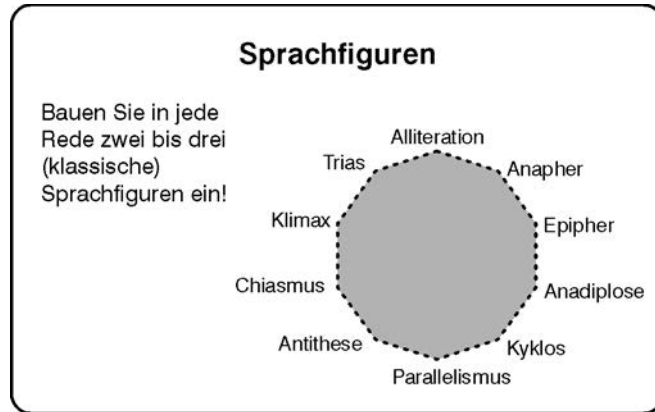 Sprachfiguren
Bauen Sie in jede
Rede zwei bis drei
(klassische)
Sprachfiguren ein!
Alliteration
Anapher
Epipher
Anadiplose
Kyklos
Parallelismus
Antithese
Chiasmus
Klimax
Trias